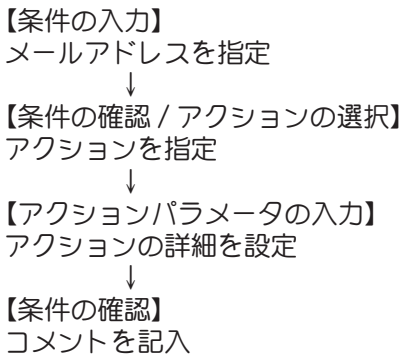 【条件の入力】
メールアドレスを指定
↓
【条件の確認 / アクションの選択】
アクションを指定
↓
【アクションパラメータの入力】
アクションの詳細を設定
↓
【条件の確認】
コメントを記入